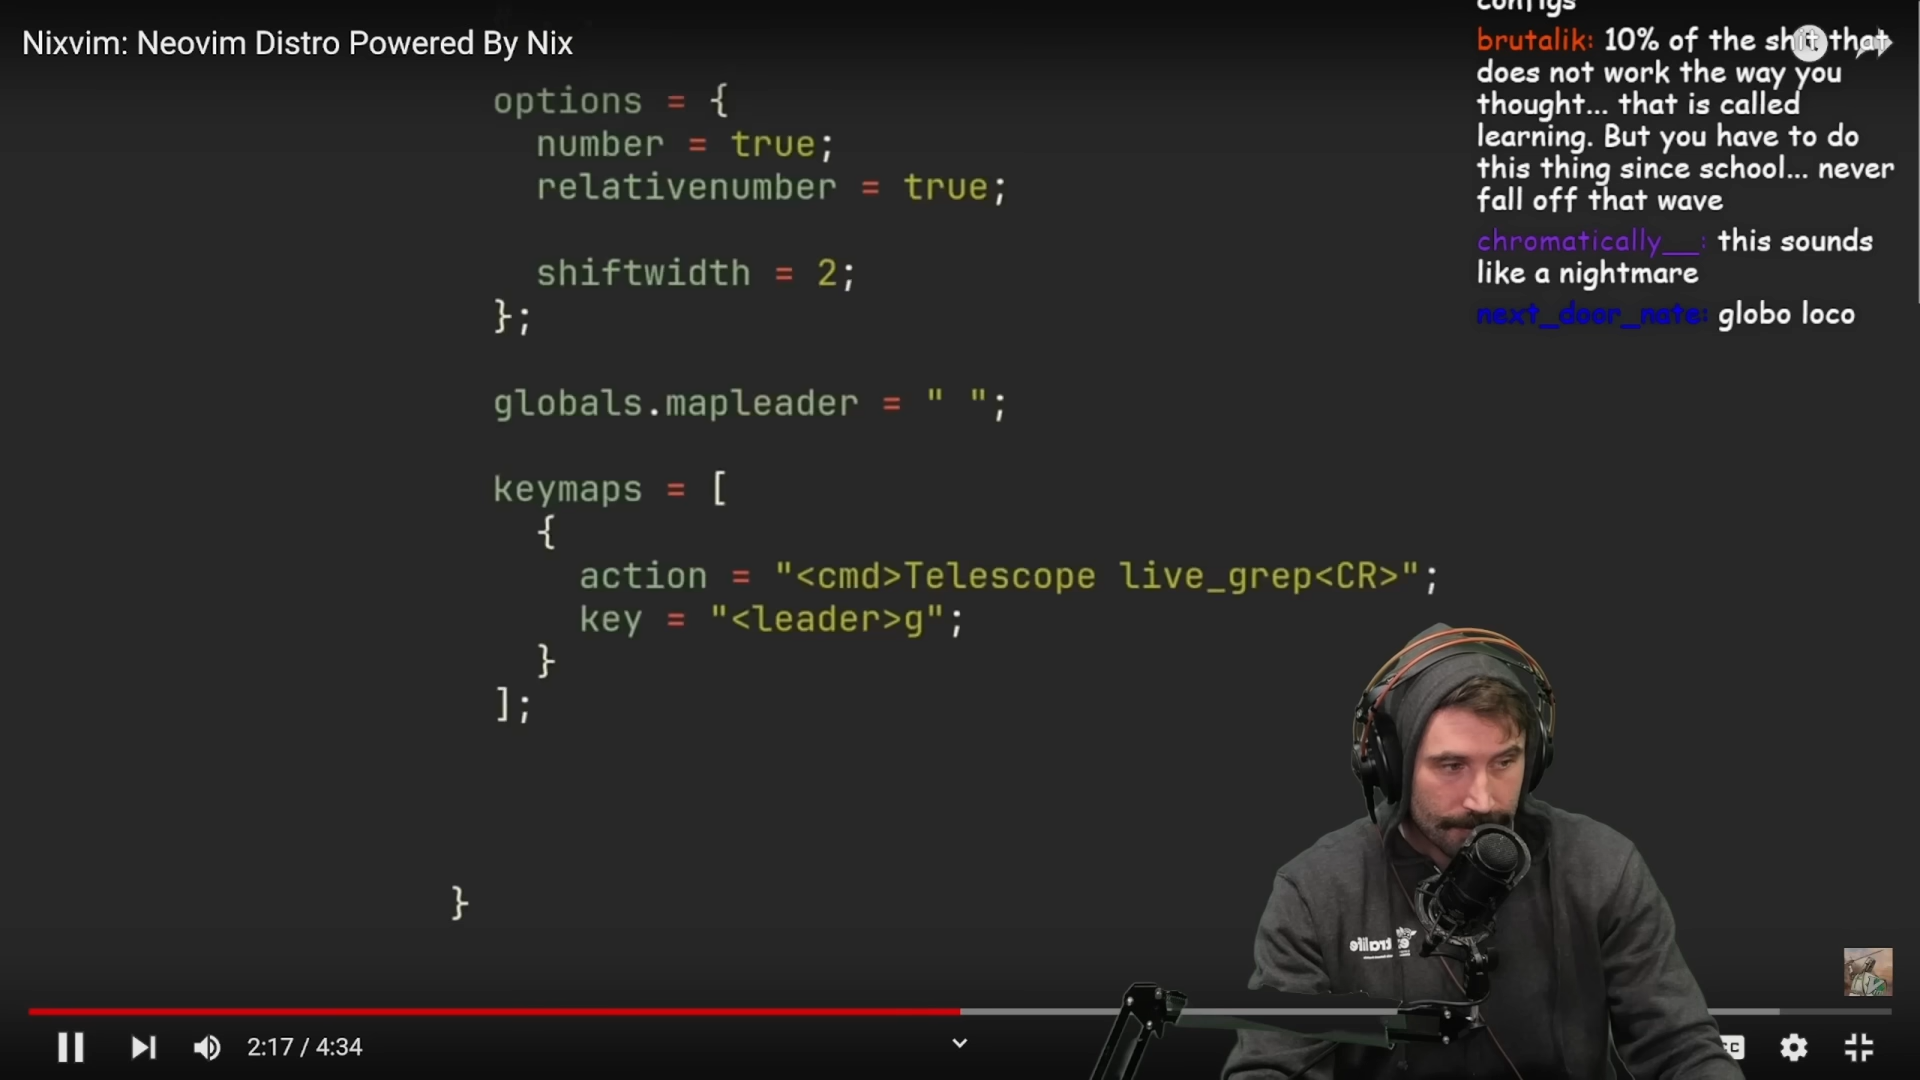 Nixvim: Neovim Distro Powered By Nix
options = {
number = true;
relativenumber = true;
shiftwidth = 2;
};
globals.mapleader = " ";
keymaps = [
{
action = "<cmd>Telescope live_grep<CR>";
key = "<leader>g";
}
];
}
configs
brutalik: 10% of the shit that
does not work the way you
thought... that is called
learning. But you have to do
this thing since school... never
fall off that wave
chromatically__: this sounds
like a nightmare
next_door_nate: globo loco
2:17 / 4:34